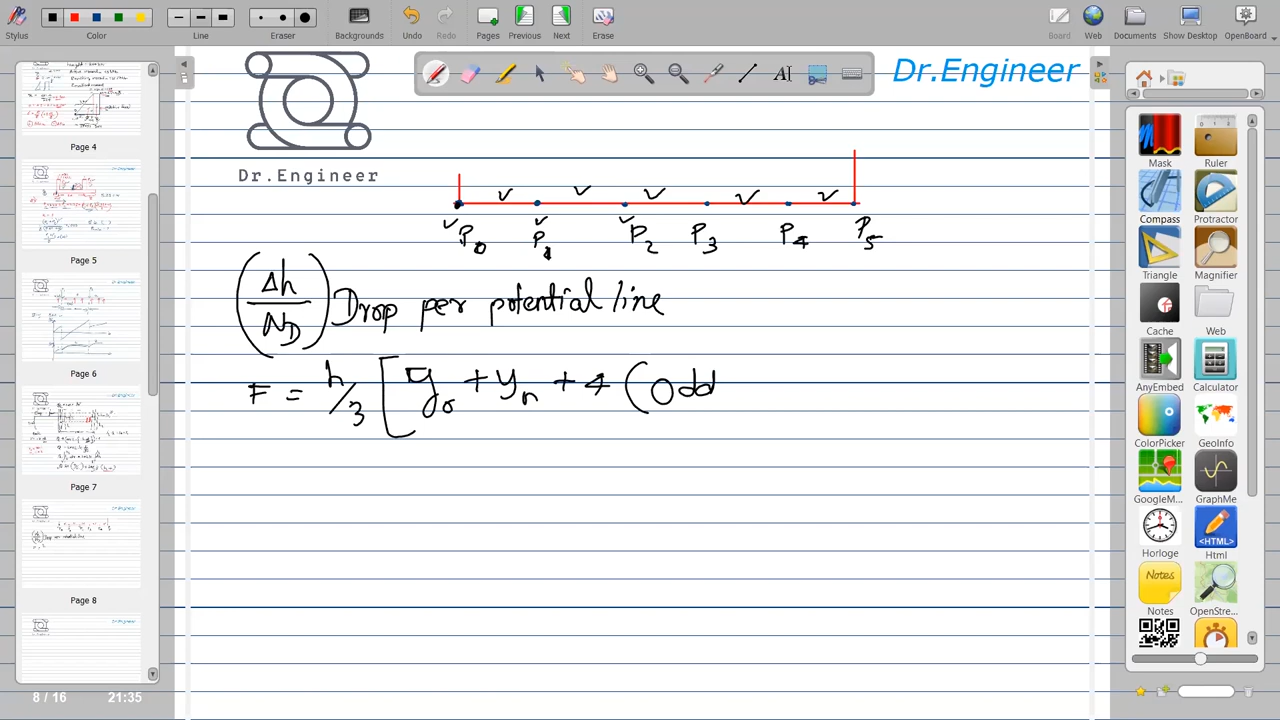 Stylus Color Line Eraser Backgrounds Undo Redo Pages Previous Next Erase Board Web Documents Show Desktop OpenBoard
Dr.Engineer
Dr.Engineer
P0 P1 P2 P3 P4 P5
(Δh/ND) Drop per potential line
F = h/3 [y0 + yn + 4 (Odd
Page 4
Page 5
Page 6
Page 7
Page 8
8 / 16 21:35
Mask Ruler
Compass Protractor
Triangle Magnifier
Cache Web
AnyEmbed Calculator
ColorPicker GeoInfo
GoogleM... GraphMe
<HTML>
Horloge Html
Notes
Notes OpenStre...